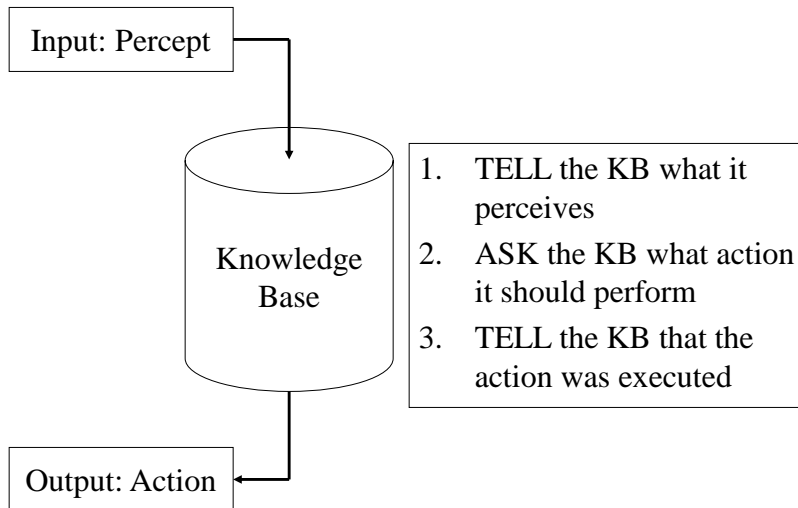 Input: Percept
Knowledge
Base
1. TELL the KB what it
perceives
2. ASK the KB what action
it should perform
3. TELL the KB that the
action was executed
Output: Action